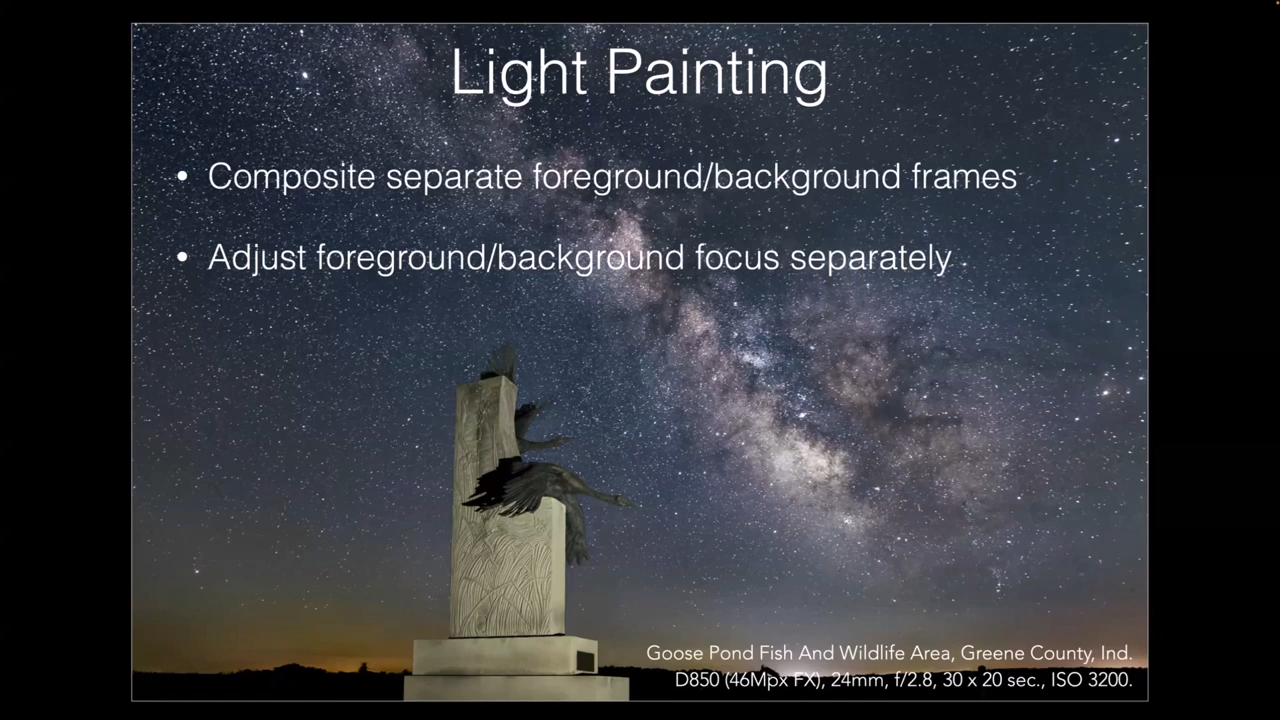 Light Painting
• Composite separate foreground/background frames
• Adjust foreground/background focus separately
Goose Pond Fish And Wildlife Area, Greene County, Ind.
D850 (46Mpx FX), 24mm, f/2.8, 30 x 20 sec., ISO 3200.